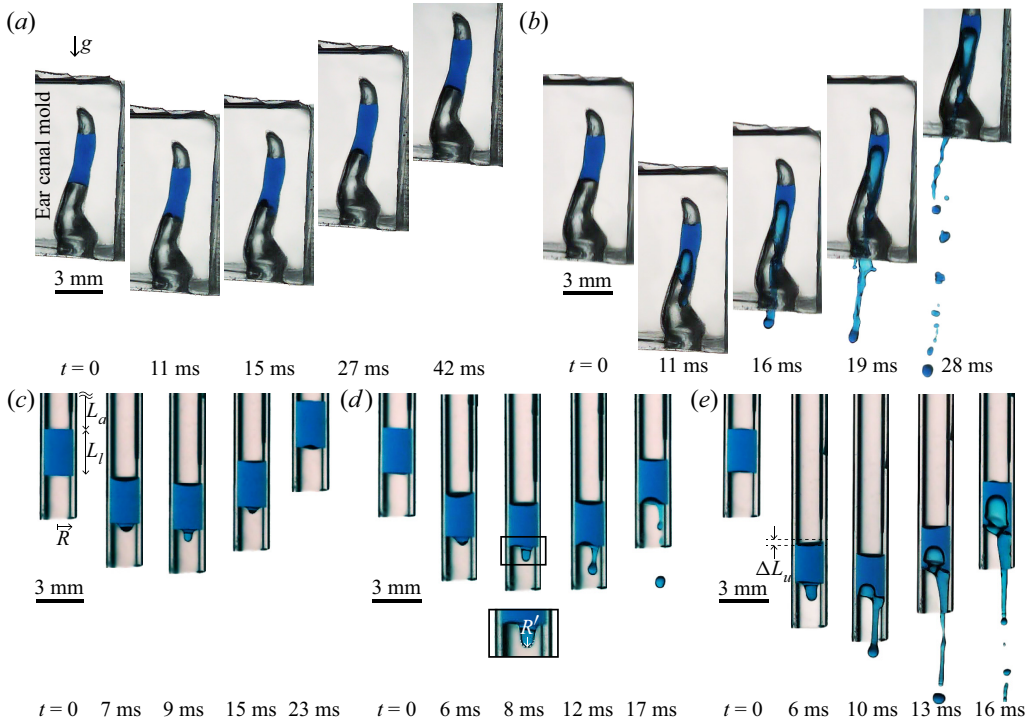 (a)
g
Ear canal mold
3 mm
t = 0
11 ms
15 ms
27 ms
42 ms
(b)
3 mm
t = 0
11 ms
16 ms
19 ms
28 ms
(c)
≈
L_a
L_l
R
3 mm
t = 0
7 ms
9 ms
15 ms
23 ms
(d)
3 mm
R′
t = 0
6 ms
8 ms
12 ms
17 ms
(e)
ΔL_u
3 mm
t = 0
6 ms
10 ms
13 ms
16 ms